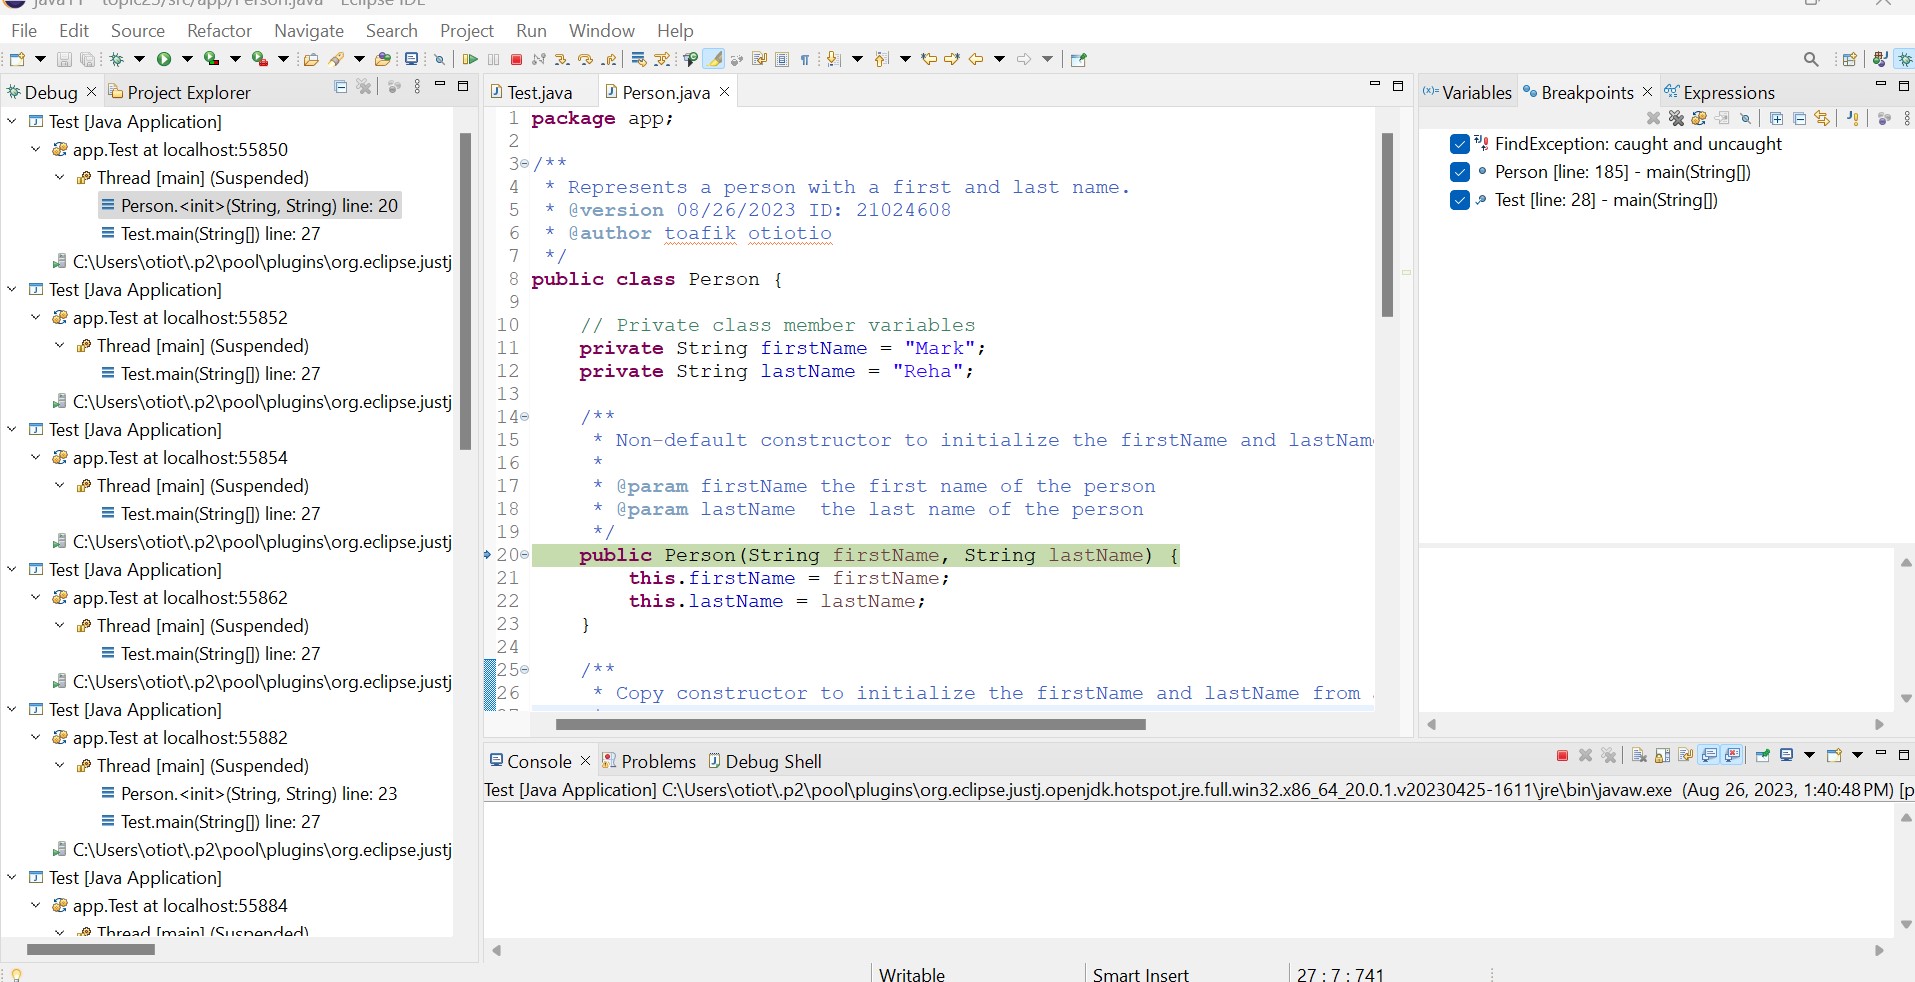 File Edit Source Refactor Navigate Search Project Run Window Help
Debug
Project Explorer
Test [Java Application]
app.Test at localhost:55850
Thread [main] (Suspended)
Person.<init>(String, String) line: 20
Test.main(String[]) line: 27
C:\Users\otiot\.p2\pool\plugins\org.eclipse.justj
Test [Java Application]
app.Test at localhost:55852
Thread [main] (Suspended)
Test.main(String[]) line: 27
C:\Users\otiot\.p2\pool\plugins\org.eclipse.justj
Test [Java Application]
app.Test at localhost:55854
Thread [main] (Suspended)
Test.main(String[]) line: 27
C:\Users\otiot\.p2\pool\plugins\org.eclipse.justj
Test [Java Application]
app.Test at localhost:55862
Thread [main] (Suspended)
Test.main(String[]) line: 27
C:\Users\otiot\.p2\pool\plugins\org.eclipse.justj
Test [Java Application]
app.Test at localhost:55882
Thread [main] (Suspended)
Person.<init>(String, String) line: 23
Test.main(String[]) line: 27
C:\Users\otiot\.p2\pool\plugins\org.eclipse.justj
Test [Java Application]
app.Test at localhost:55884
Thread [main] (Suspended)
Test.java
Person.java
1 package app;
2
3 /**
4 * Represents a person with a first and last name.
5 * @version 08/26/2023 ID: 21024608
6 * @author toafik otiotio
7 */
8 public class Person {
9
10 // Private class member variables
11 private String firstName = "Mark";
12 private String lastName = "Reha";
13
14 /**
15 * Non-default constructor to initialize the firstName and lastNam
16 *
17 * @param firstName the first name of the person
18 * @param lastName  the last name of the person
19 */
20 public Person(String firstName, String lastName) {
21 this.firstName = firstName;
22 this.lastName = lastName;
23 }
24
25 /**
26 * Copy constructor to initialize the firstName and lastName from
Variables
Breakpoints
Expressions
FindException: caught and uncaught
Person [line: 185] - main(String[])
Test [line: 28] - main(String[])
Console
Problems
Debug Shell
Test [Java Application] C:\Users\otiot\.p2\pool\plugins\org.eclipse.justj.openjdk.hotspot.jre.full.win32.x86_64_20.0.1.v20230425-1611\jre\bin\javaw.exe (Aug 26, 2023, 1:40:48 PM) [p
Writable
Smart Insert
27 : 7 : 741